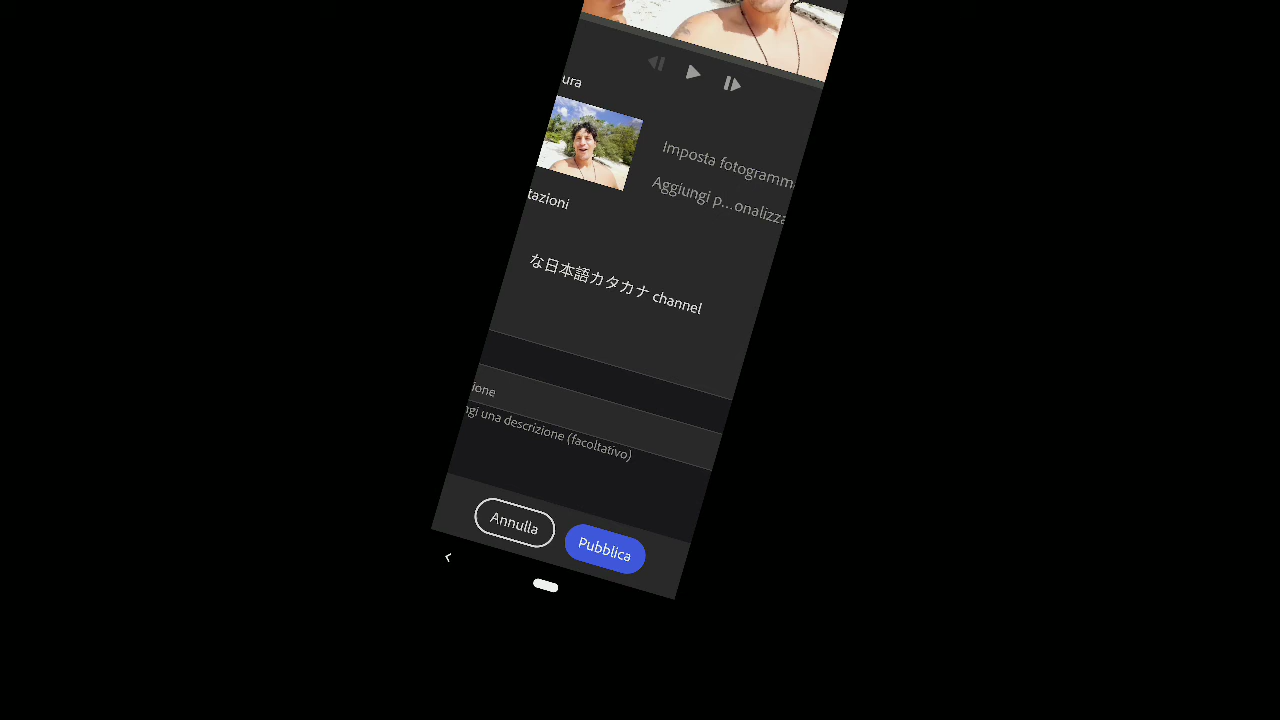 ura
Imposta fotogramm
Aggiungi p...onalizza
tazioni
な日本語カタカナ channel
ione
ngi una descrizione (facoltativo)
Annulla
Pubblica